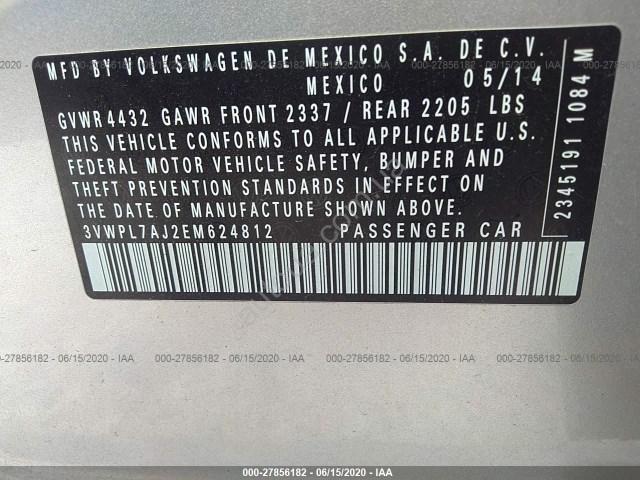 MFD BY VOLKSWAGEN DE MEXICO S.A. DE C.V.
MEXICO 05/14
GVWR 4432 GAWR FRONT 2337 / REAR 2205 LBS
THIS VEHICLE CONFORMS TO ALL APPLICABLE U.S.
FEDERAL MOTOR VEHICLE SAFETY, BUMPER AND
THEFT PREVENTION STANDARDS IN EFFECT ON
THE DATE OF MANUFACTURE SHOWN ABOVE.
3VWPL7AJ2EM624812 PASSENGER CAR
2345191 1084 M
000-27856182 - 06/15/2020 - IAA